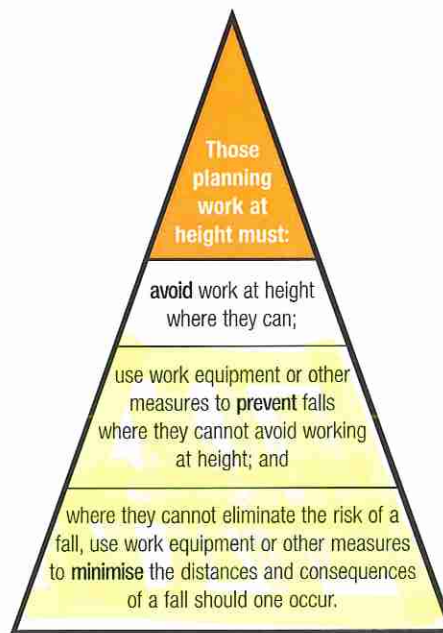 Those
planning
work at
height must:
avoid work at height
where they can;
use work equipment or other
measures to prevent falls
where they cannot avoid working
at height; and
where they cannot eliminate the risk of a
fall, use work equipment or other measures
to minimise the distances and consequences
of a fall should one occur.